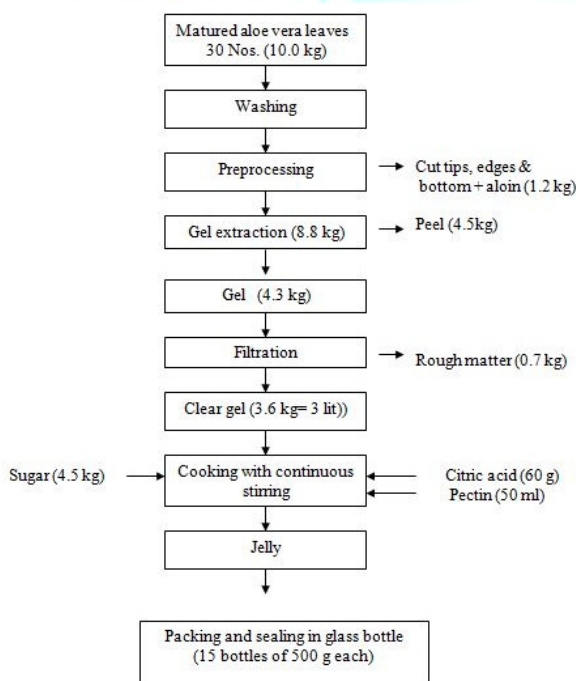 Matured aloe vera leaves
30 Nos. (10.0 kg)
Washing
Preprocessing
Cut tips, edges &
bottom + aloin (1.2 kg)
Gel extraction (8.8 kg)
Peel (4.5kg)
Gel (4.3 kg)
Filtration
Rough matter (0.7 kg)
Clear gel (3.6 kg= 3 lit))
Sugar (4.5 kg)
Cooking with continuous
stirring
Citric acid (60 g)
Pectin (50 ml)
Jelly
Packing and sealing in glass bottle
(15 bottles of 500 g each)